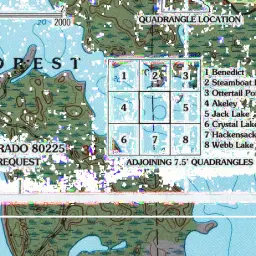 2000
QUADRANGLE LOCATION
OREST
1 2 3
4 5
6 7 8
1 Benedict
2 Steamboat
3 Ottertail Po
4 Akeley
5 Jack Lake
6 Crystal Lake
7 Hackensack
8 Webb Lake
RADO 80225
REQUEST
ADJOINING 7.5' QUADRANGLES